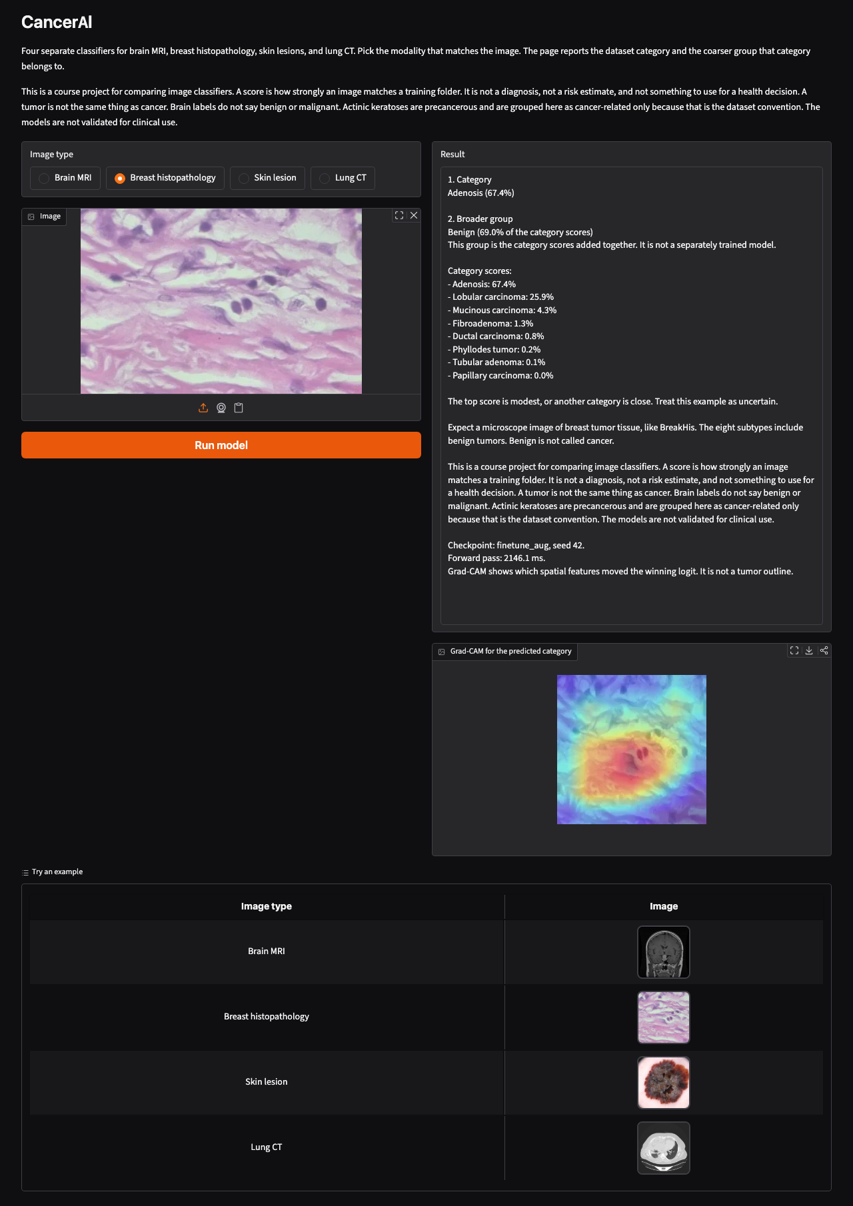 CancerAI
Four separate classifiers for brain MRI, breast histopathology, skin lesions, and lung CT. Pick the modality that matches the image. The page reports the dataset category and the coarser group that category
belongs to.
This is a course project for comparing image classifiers. A score is how strongly an image matches a training folder. It is not a diagnosis, not a risk estimate, and not something to use for a health decision. A
tumor is not the same thing as cancer. Brain labels do not say benign or malignant. Actinic keratoses are precancerous and are grouped here as cancer-related only because that is the dataset convention. The
models are not validated for clinical use.
Image type
Brain MRI
Breast histopathology
Skin lesion
Lung CT
Image
Run model
Result
1. Category
Adenosis (67.4%)
2. Broader group
Benign (69.0% of the category scores)
This group is the category scores added together. It is not a separately trained model.
Category scores:
- Adenosis: 67.4%
- Lobular carcinoma: 25.9%
- Mucinous carcinoma: 4.3%
- Fibroadenoma: 1.3%
- Ductal carcinoma: 0.8%
- Phyllodes tumor: 0.2%
- Tubular adenoma: 0.1%
- Papillary carcinoma: 0.0%
The top score is modest, or another category is close. Treat this example as uncertain.
Expect a microscope image of breast tumor tissue, like BreakHis. The eight subtypes include
benign tumors. Benign is not called cancer.
This is a course project for comparing image classifiers. A score is how strongly an image
matches a training folder. It is not a diagnosis, not a risk estimate, and not something to use for
a health decision. A tumor is not the same thing as cancer. Brain labels do not say benign or
malignant. Actinic keratoses are precancerous and are grouped here as cancer-related only
because that is the dataset convention. The models are not validated for clinical use.
Checkpoint: finetune_aug, seed 42.
Forward pass: 2146.1 ms.
Grad-CAM shows which spatial features moved the winning logit. It is not a tumor outline.
Grad-CAM for the predicted category
Try an example
Image type
Image
Brain MRI
Breast histopathology
Skin lesion
Lung CT